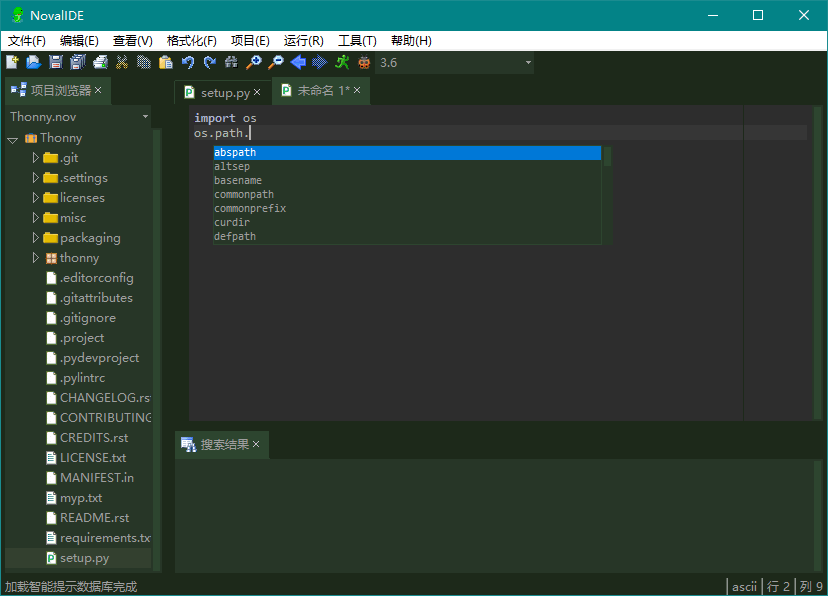 NovalIDE
文件(F) 编辑(E) 查看(V) 格式化(F) 项目(E) 运行(R) 工具(T) 帮助(H)
3.6
项目浏览器
Thonny.nov
Thonny
.git
.settings
licenses
misc
packaging
thonny
.editorconfig
.gitattributes
.gitignore
.project
.pydevproject
.pylintrc
CHANGELOG.rs
CONTRIBUTING
CREDITS.rst
LICENSE.txt
MANIFEST.in
myp.txt
README.rst
requirements.tx
setup.py
setup.py 未命名 1*
import os
os.path.
abspath
altsep
basename
commonpath
commonprefix
curdir
defpath
搜索结果
加载智能提示数据库完成
ascii 行 2 列 9